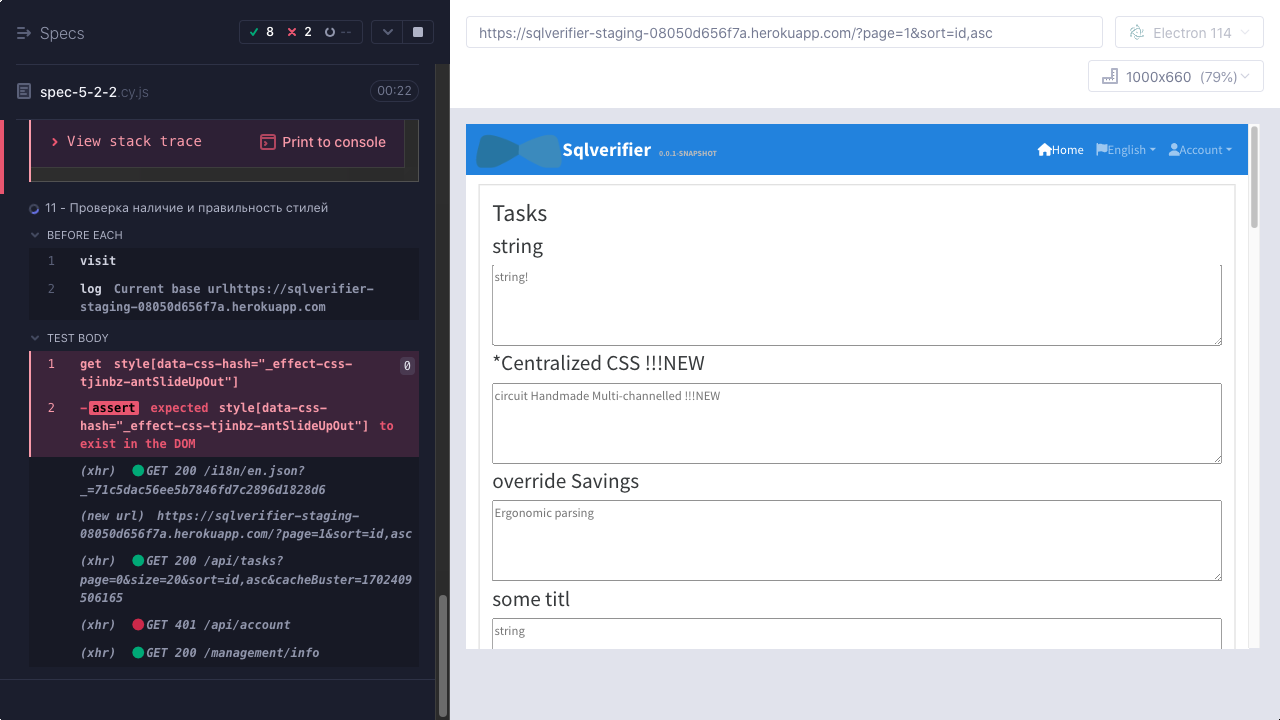 Specs
8
2
--
spec-5-2-2.cy.js
00:22
View stack trace
Print to console
11 - Проверка наличие и правильность стилей
BEFORE EACH
1 visit
2 log Current base urlhttps://sqlverifier-
staging-08050d656f7a.herokuapp.com
TEST BODY
1 get style[data-css-hash="_effect-css-
tjinbz-antSlideUpOut"]
0
2 -assert expected style[data-css-
hash="_effect-css-tjinbz-antSlideUpOut"] to
exist in the DOM
(xhr) GET 200 /i18n/en.json?
_=71c5dac56ee5b7846fd7c2896d1828d6
(new url) https://sqlverifier-staging-
08050d656f7a.herokuapp.com/?page=1&sort=id,asc
(xhr) GET 200 /api/tasks?
page=0&size=20&sort=id,asc&cacheBuster=1702409
506165
(xhr) GET 401 /api/account
(xhr) GET 200 /management/info
https://sqlverifier-staging-08050d656f7a.herokuapp.com/?page=1&sort=id,asc
Electron 114
1000x660 (79%)
Sqlverifier 0.0.1-SNAPSHOT
Home
English
Account
Tasks
string
string!
*Centralized CSS !!!NEW
circuit Handmade Multi-channelled !!!NEW
override Savings
Ergonomic parsing
some titl
string